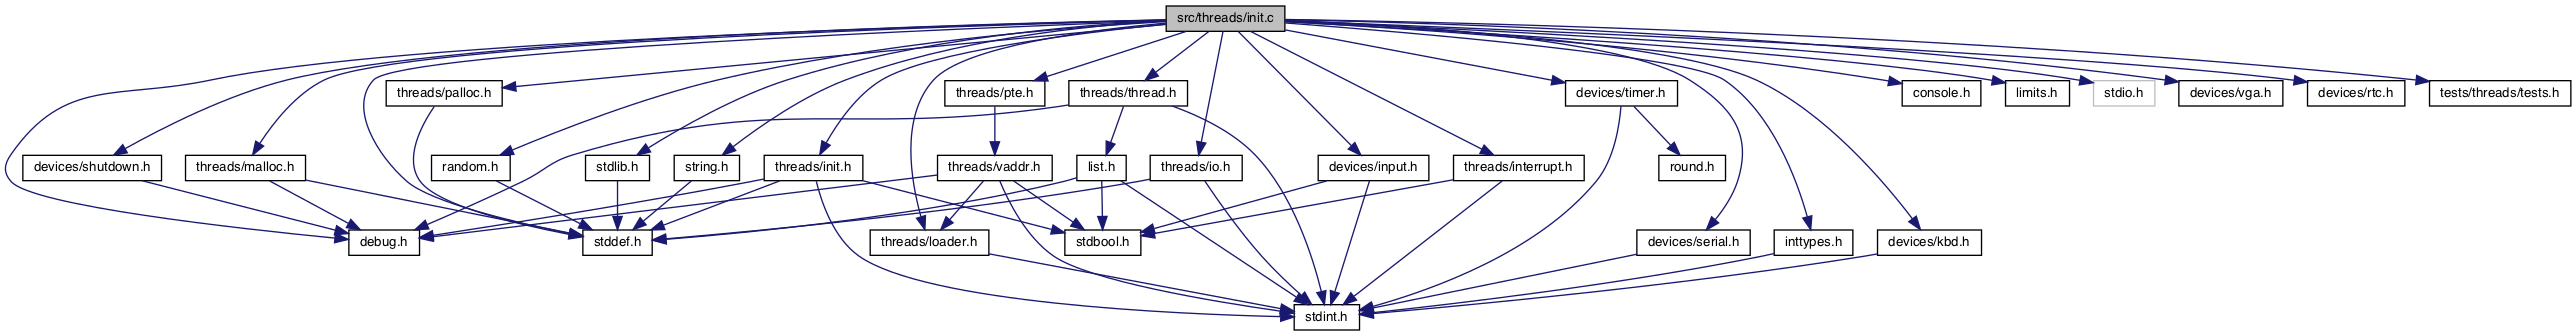 src/threads/init.c
threads/palloc.h
threads/pte.h
threads/thread.h
devices/timer.h
console.h
limits.h
stdio.h
devices/vga.h
devices/rtc.h
tests/threads/tests.h
devices/shutdown.h
threads/malloc.h
random.h
stdlib.h
string.h
threads/init.h
threads/vaddr.h
list.h
threads/io.h
devices/input.h
threads/interrupt.h
round.h
debug.h
stddef.h
threads/loader.h
stdbool.h
devices/serial.h
inttypes.h
devices/kbd.h
stdint.h